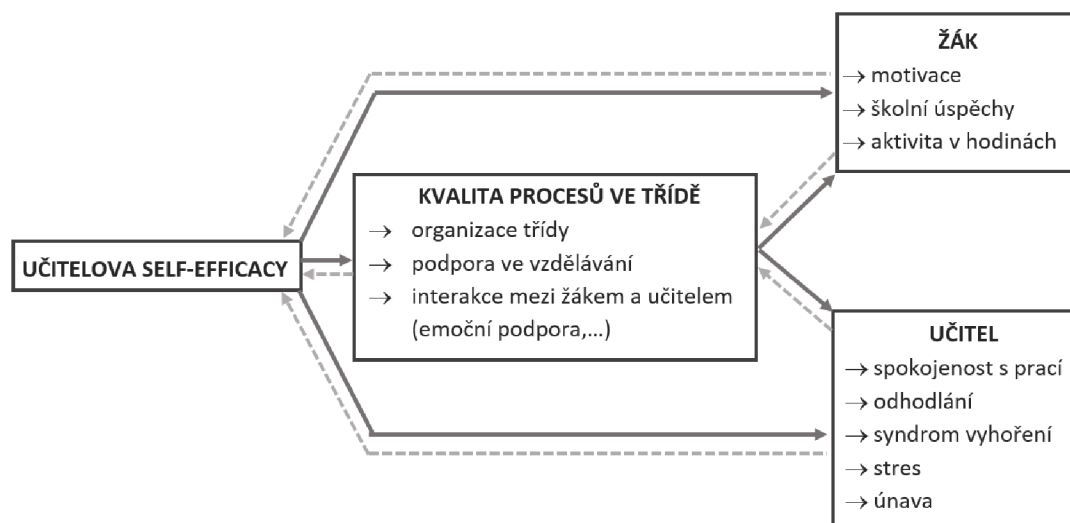 UČITELOVA SELF-EFFICACY
KVALITA PROCESŮ VE TŘÍDĚ
→ organizace třídy
→ podpora ve vzdělávání
→ interakce mezi žákem a učitelem
(emoční podpora,...)
ŽÁK
→ motivace
→ školní úspěchy
→ aktivita v hodinách
UČITEL
→ spokojenost s prací
→ odhodlání
→ syndrom vyhoření
→ stres
→ únava